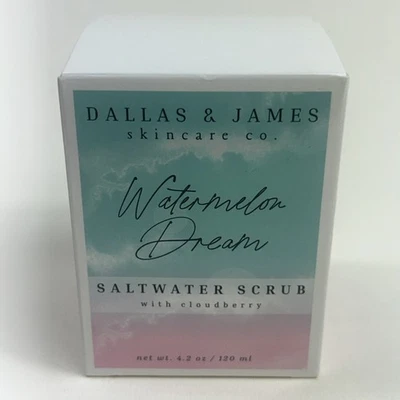 DALLAS & JAMES
skincare co.
Watermelon
Dream
SALTWATER SCRUB
with cloudberry
net wt. 4.2 oz / 120 ml